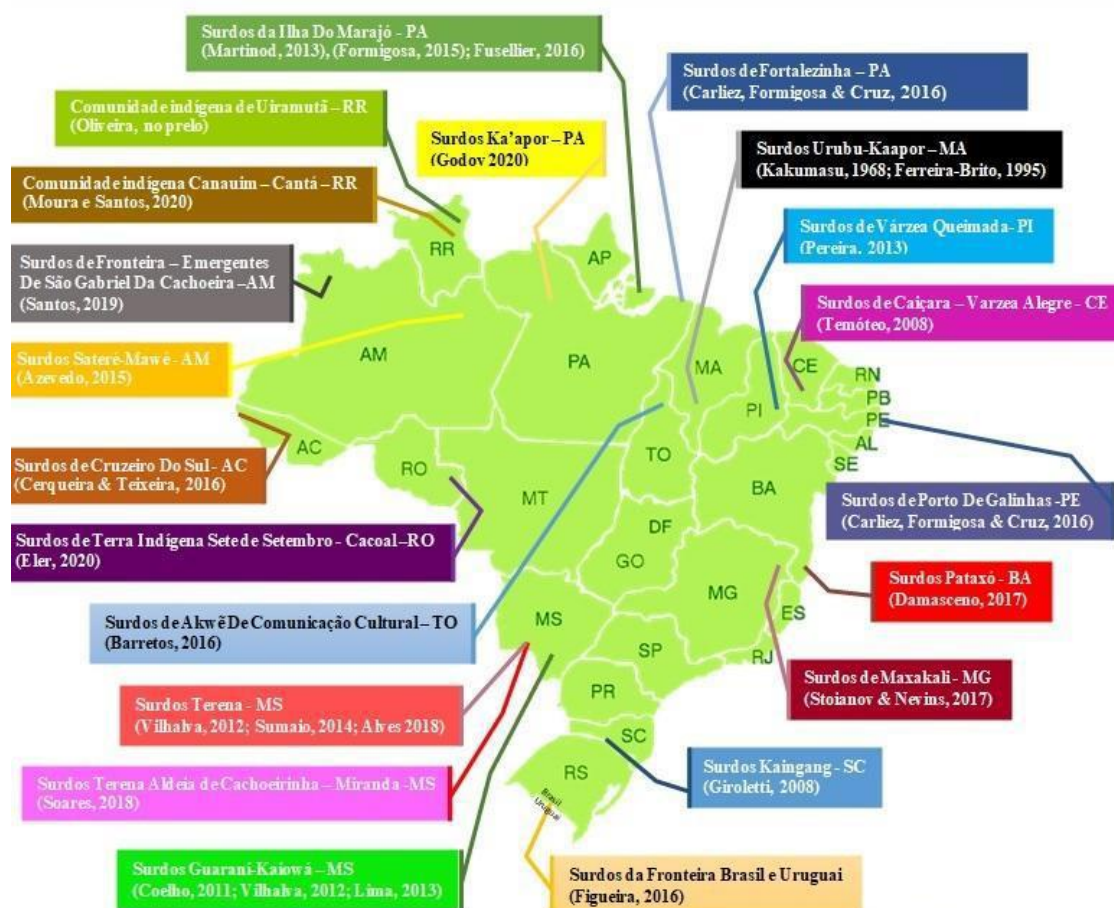 Surdos da Ilha Do Marajó - PA
(Martinod, 2013), (Formigosa, 2015); Fusellier, 2016)
Surdos de Fortalezinha – PA
(Carliez, Formigosa & Cruz, 2016)
Comunidade indígena de Uiramutã – RR
(Oliveira, no prelo)
Surdos Ka'apor – PA
(Godoy 2020)
Surdos Urubu-Kaapor – MA
(Kakumasu, 1968; Ferreira-Brito, 1995)
Comunidade indígena Canauim – Cantá – RR
(Moura e Santos, 2020)
Surdos de Várzea Queimada- PI
(Pereira. 2013)
Surdos de Fronteira – Emergentes
De São Gabriel Da Cachoeira –AM
(Santos, 2019)
Surdos de Caiçara – Varzea Alegre - CE
(Temóteo, 2008)
Surdos Sateré-Mawé - AM
(Azevedo, 2015)
Surdos de Cruzeiro Do Sul- AC
(Cerqueira & Teixeira, 2016)
Surdos de Porto De Galinhas -PE
(Carliez, Formigosa & Cruz, 2016)
Surdos de Terra Indígena Sete de Setembro - Cacoal–RO
(Eler, 2020)
Surdos Pataxó - BA
(Damasceno, 2017)
Surdos de Akwẽ De Comunicação Cultural – TO
(Barretos, 2016)
Surdos de Maxakali - MG
(Stoianov & Nevins, 2017)
Surdos Terena - MS
(Vilhalva, 2012; Sumaio, 2014; Alves 2018)
Surdos Terena Aldeia de Cachoeirinha – Miranda -MS
(Soares, 2018)
Surdos Kaingang - SC
(Giroletti, 2008)
Surdos Guarani-Kaiowá – MS
(Coelho, 2011; Vilhalva, 2012; Lima, 2013)
Surdos da Fronteira Brasil e Uruguai
(Figueira, 2016)
RR
AP
AM
PA
MA
CE
RN
PB
PE
PI
AL
SE
AC
RO
TO
BA
MT
DF
GO
MG
ES
MS
SP
RJ
PR
SC
RS
Brasil
Uruguai